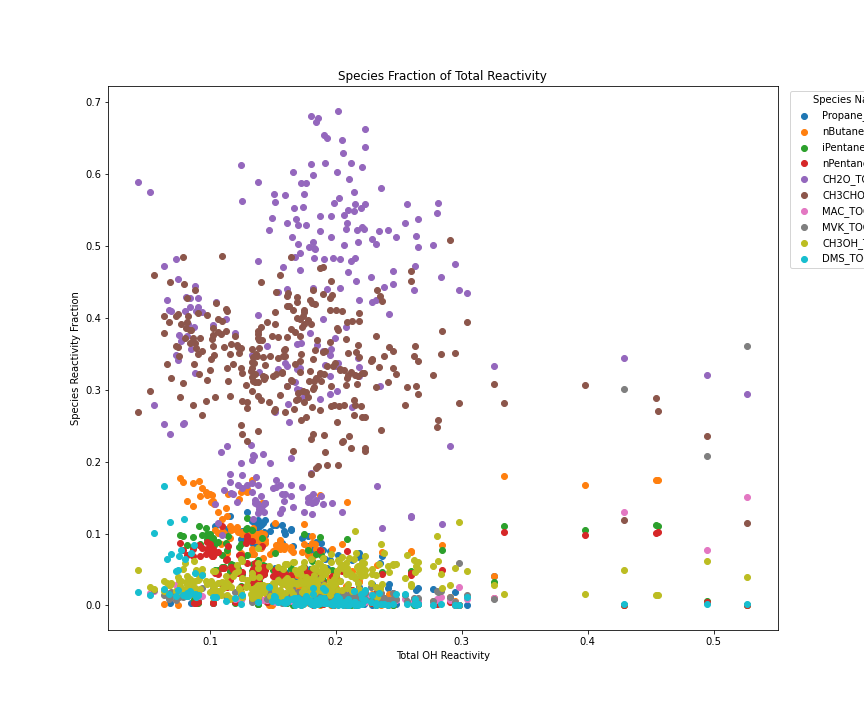 Species Fraction of Total Reactivity
Species Reactivity Fraction
0.7
0.6
0.5
0.4
0.3
0.2
0.1
0.0
0.1
0.2
0.3
0.4
0.5
Total OH Reactivity
Species Na
Propane_
nButane
iPentane
nPentan
CH2O_TO
CH3CHO
MAC_TO
MVK_TO
CH3OH_
DMS_TO